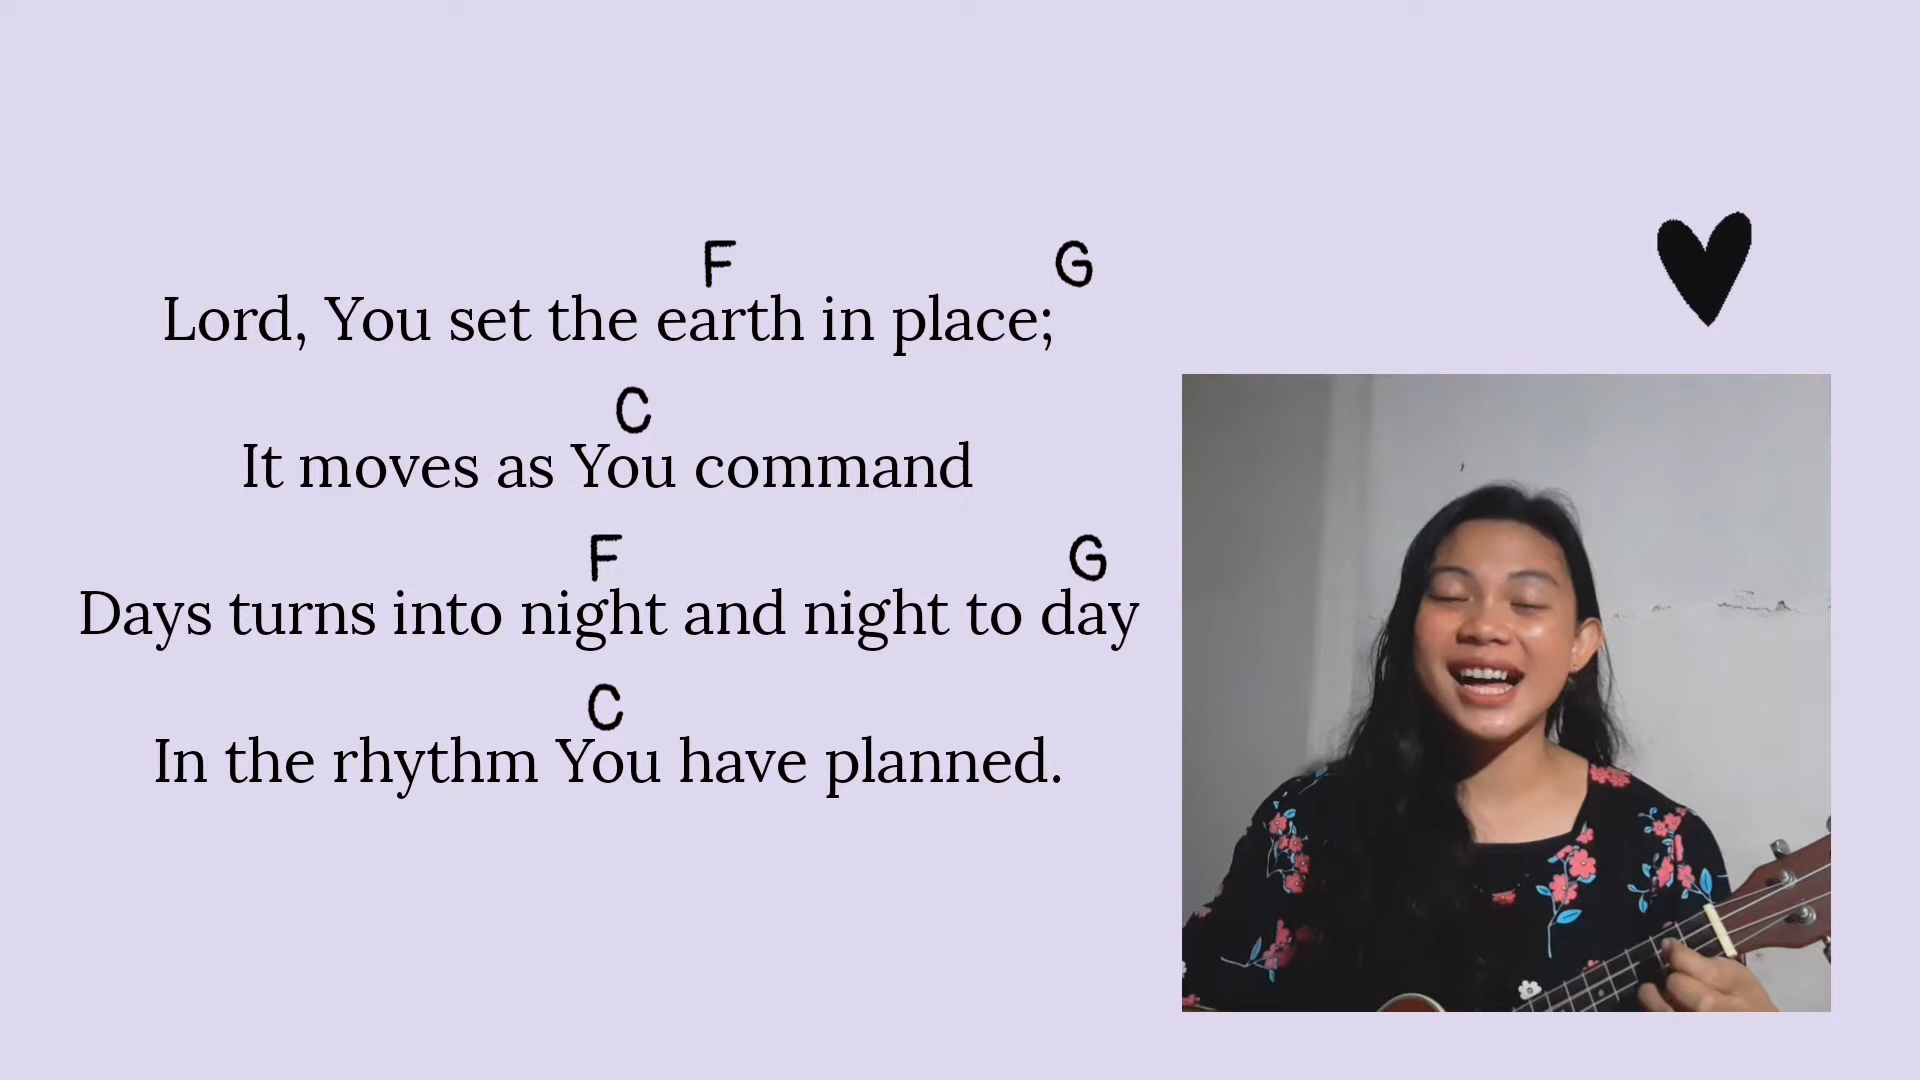 F G
Lord, You set the earth in place;
C
It moves as You command
F G
Days turns into night and night to day
C
In the rhythm You have planned.